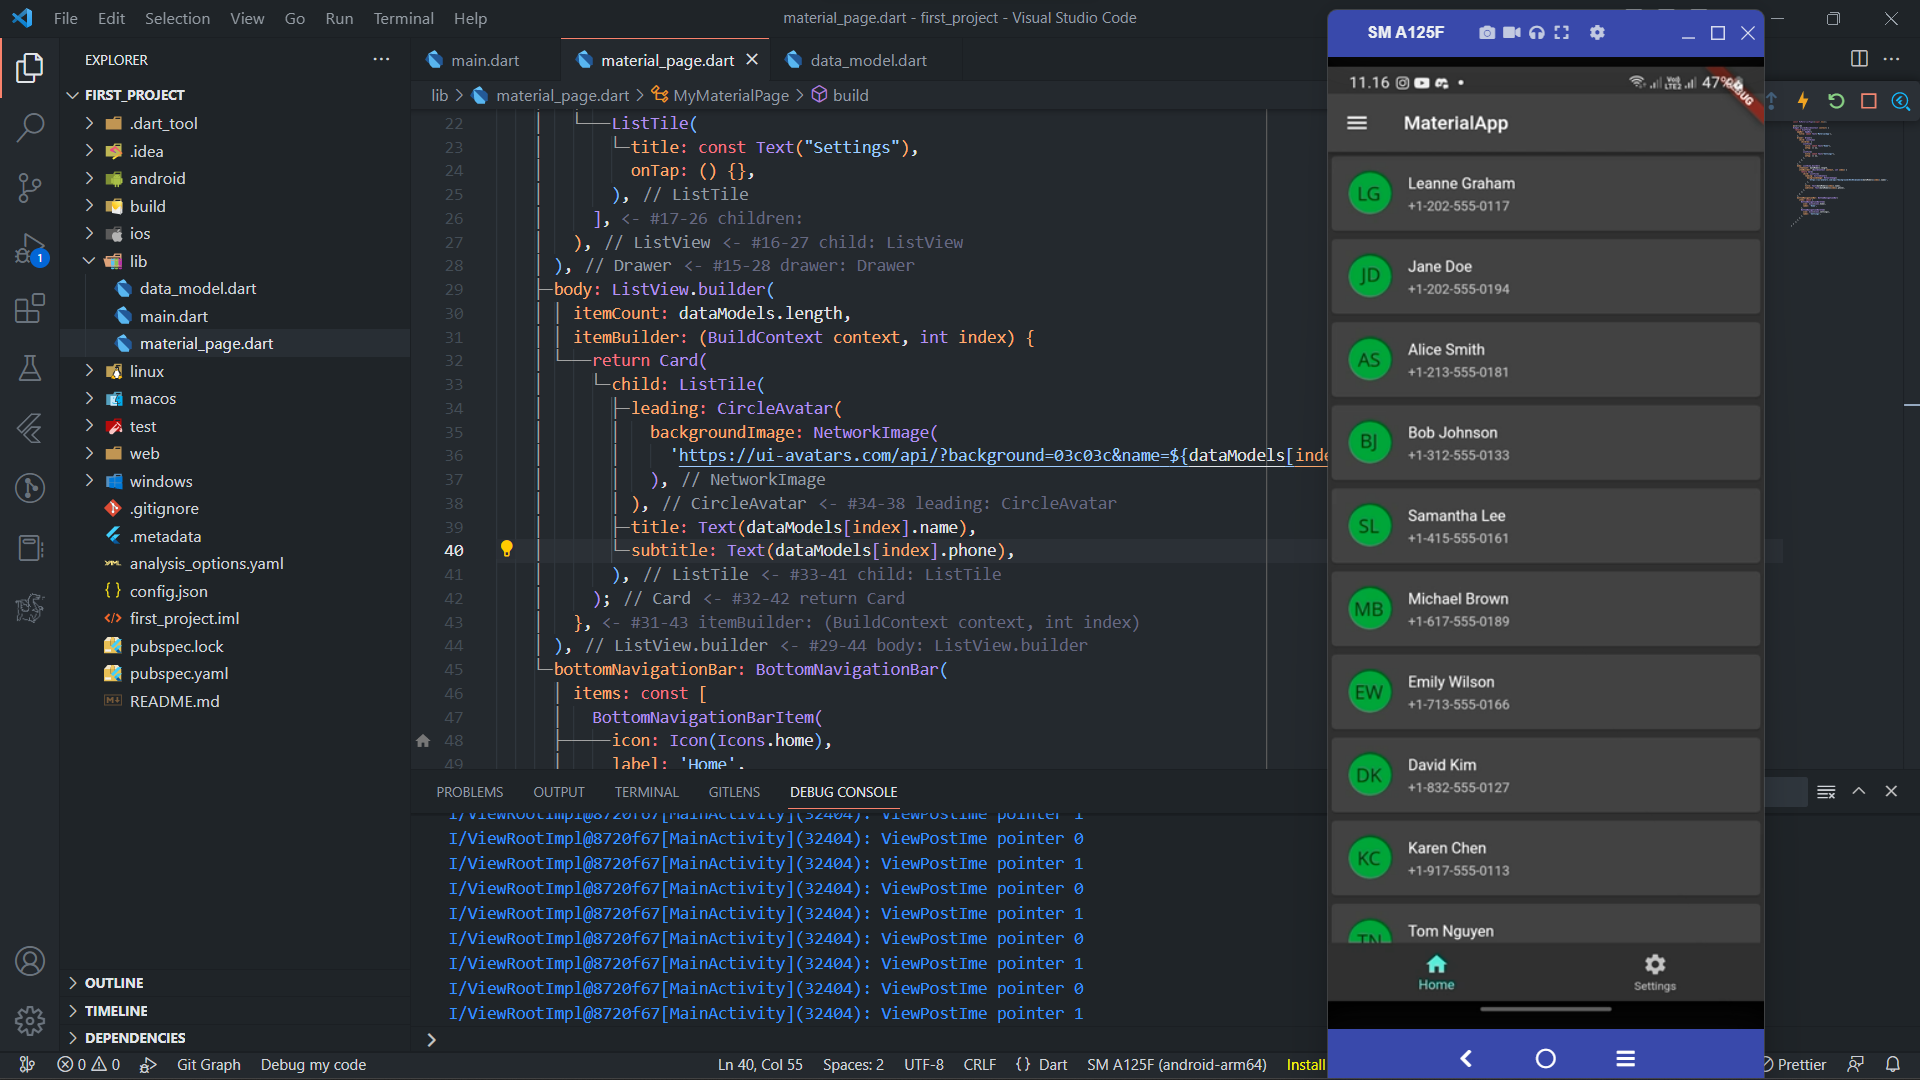 File Edit Selection View Go Run Terminal Help
material_page.dart - first_project - Visual Studio Code
EXPLORER
FIRST_PROJECT
.dart_tool
.idea
android
build
ios
lib
data_model.dart
main.dart
material_page.dart
linux
macos
test
web
windows
.gitignore
.metadata
analysis_options.yaml
config.json
first_project.iml
pubspec.lock
pubspec.yaml
README.md
OUTLINE
TIMELINE
DEPENDENCIES
1
main.dart material_page.dart data_model.dart
lib > material_page.dart > MyMaterialPage > build
22 ListTile(
23 title: const Text("Settings"),
24 onTap: () {},
25 ), // ListTile
26 ], <- #17-26 children:
27 ), // ListView <- #16-27 child: ListView
28 ), // Drawer <- #15-28 drawer: Drawer
29 body: ListView.builder(
30 itemCount: dataModels.length,
31 itemBuilder: (BuildContext context, int index) {
32 return Card(
33 child: ListTile(
34 leading: CircleAvatar(
35 backgroundImage: NetworkImage(
36 'https://ui-avatars.com/api/?background=03c03c&name=${dataModels[inde
37 ), // NetworkImage
38 ), // CircleAvatar <- #34-38 leading: CircleAvatar
39 title: Text(dataModels[index].name),
40 subtitle: Text(dataModels[index].phone),
41 ), // ListTile <- #33-41 child: ListTile
42 ); // Card <- #32-42 return Card
43 }, <- #31-43 itemBuilder: (BuildContext context, int index)
44 ), // ListView.builder <- #29-44 body: ListView.builder
45 bottomNavigationBar: BottomNavigationBar(
46 items: const [
47 BottomNavigationBarItem(
48 icon: Icon(Icons.home),
49 label: 'Home',
PROBLEMS OUTPUT TERMINAL GITLENS DEBUG CONSOLE
I/ViewRootImpl@8720f67[MainActivity](32404): ViewPostIme pointer 1
I/ViewRootImpl@8720f67[MainActivity](32404): ViewPostIme pointer 0
I/ViewRootImpl@8720f67[MainActivity](32404): ViewPostIme pointer 1
I/ViewRootImpl@8720f67[MainActivity](32404): ViewPostIme pointer 0
I/ViewRootImpl@8720f67[MainActivity](32404): ViewPostIme pointer 1
I/ViewRootImpl@8720f67[MainActivity](32404): ViewPostIme pointer 0
I/ViewRootImpl@8720f67[MainActivity](32404): ViewPostIme pointer 1
I/ViewRootImpl@8720f67[MainActivity](32404): ViewPostIme pointer 0
I/ViewRootImpl@8720f67[MainActivity](32404): ViewPostIme pointer 1
SM A125F
11.16 47%
MaterialApp
LG Leanne Graham
+1-202-555-0117
JD Jane Doe
+1-202-555-0194
AS Alice Smith
+1-213-555-0181
BJ Bob Johnson
+1-312-555-0133
SL Samantha Lee
+1-415-555-0161
MB Michael Brown
+1-617-555-0189
EW Emily Wilson
+1-713-555-0166
DK David Kim
+1-832-555-0127
KC Karen Chen
+1-917-555-0113
TN Tom Nguyen
Home Settings
0 0 Git Graph Debug my code Ln 40, Col 55 Spaces: 2 UTF-8 CRLF {} Dart SM A125F (android-arm64) Install Prettier